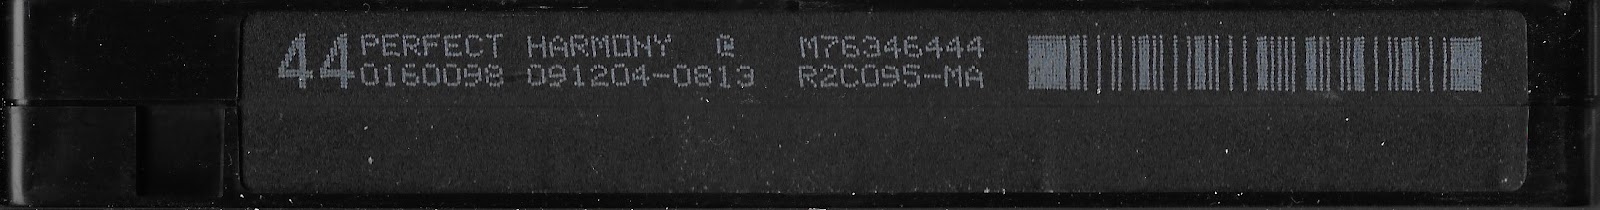 44 PERFECT HARMONY ℗ M76346444
0160098 091204-0813 R2C095-MA